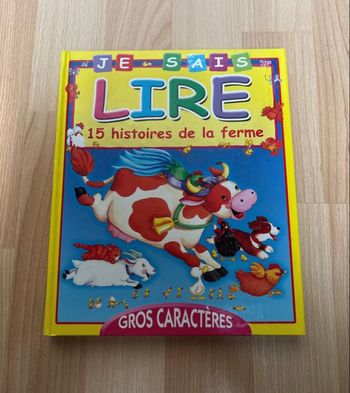 JE SAIS
LIRE
15 histoires de la ferme
GROS CARACTÈRES